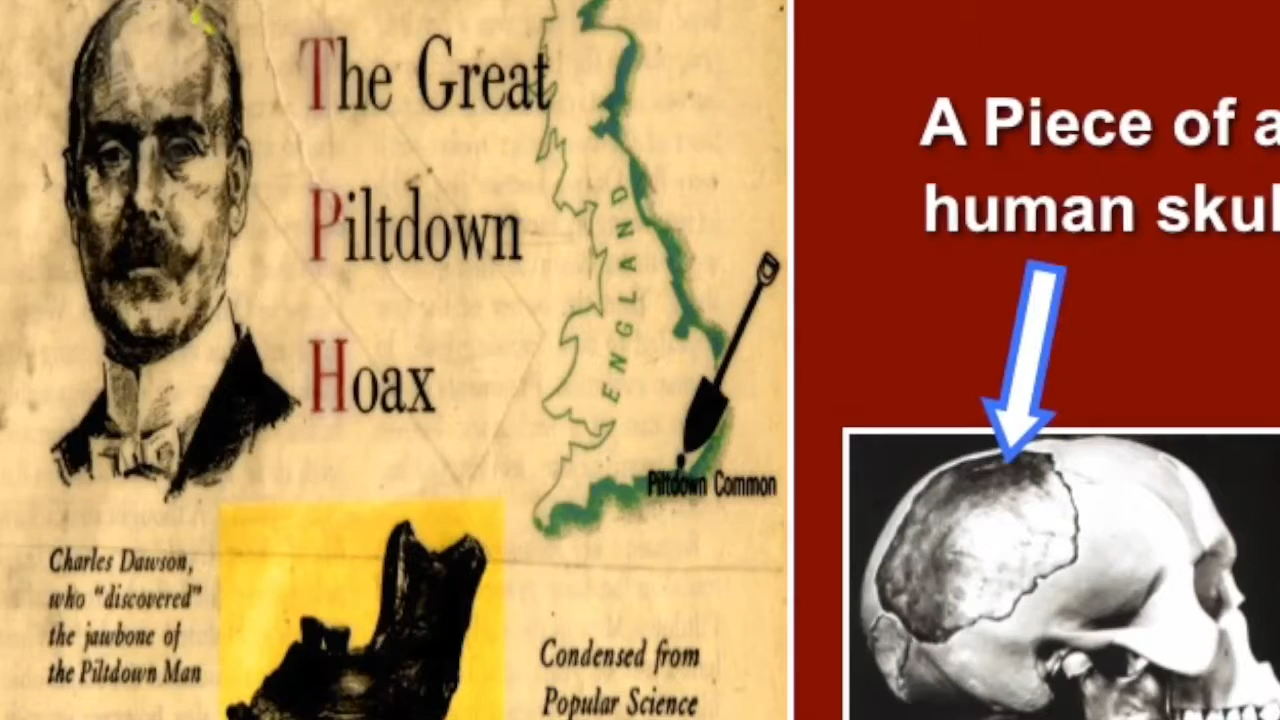 The Great
Piltdown
Hoax
ENGLAND
Piltdown Common
Charles Dawson,
who "discovered"
the jawbone of
the Piltdown Man
Condensed from
Popular Science
A Piece of a
human skul